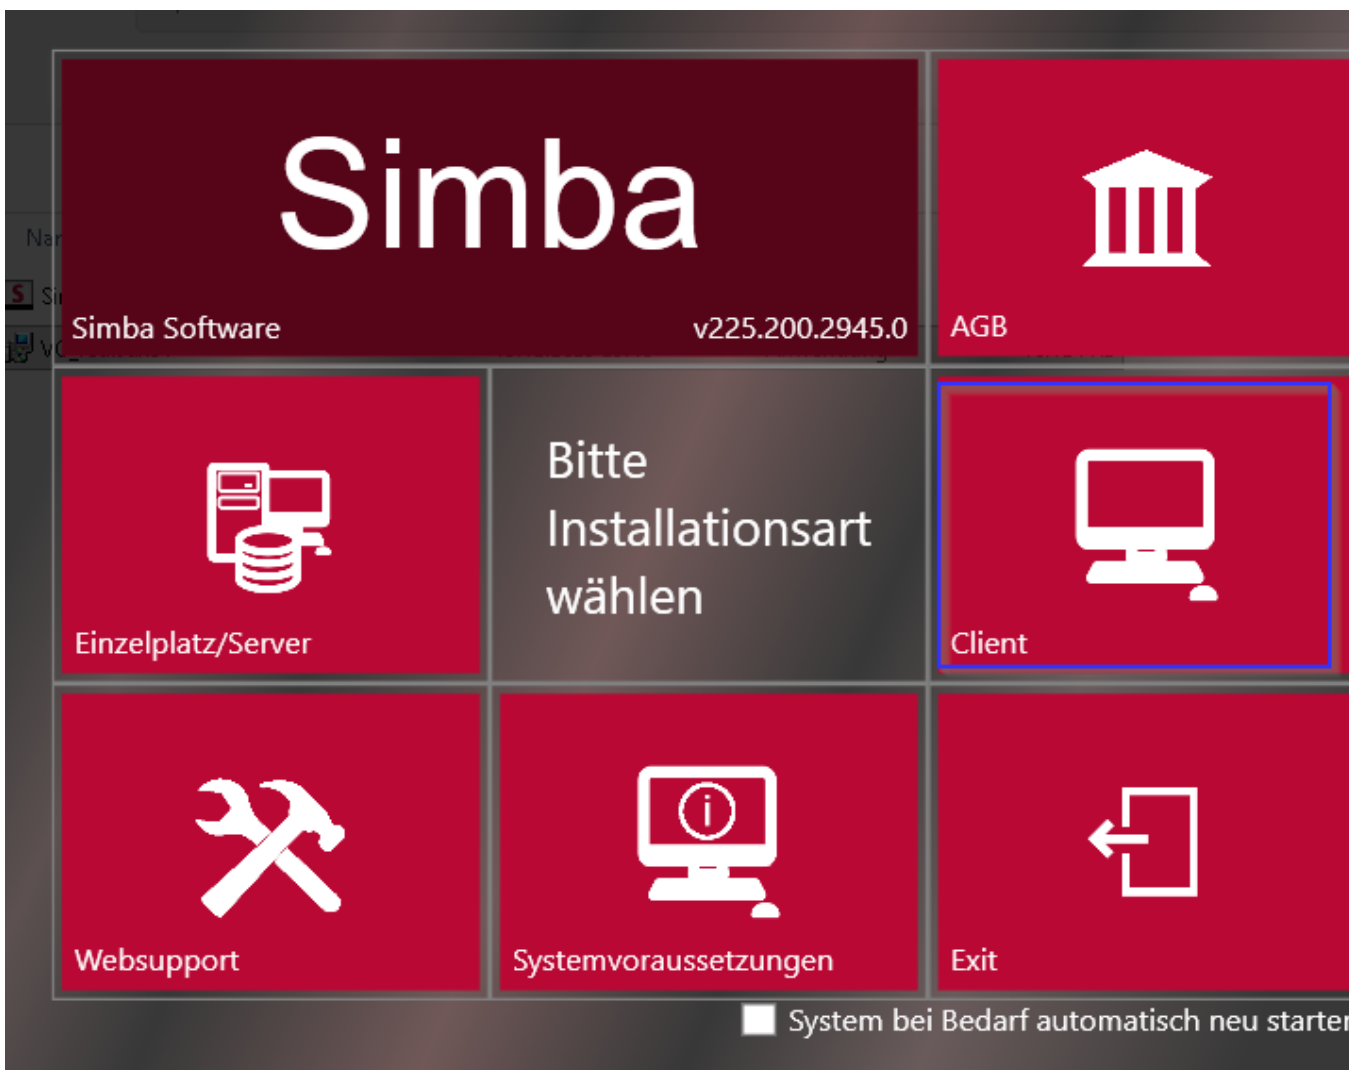 Simba
Simba Software
v225.200.2945.0
AGB
Bitte
Installationsart
wählen
Einzelplatz/Server
Client
Websupport
Systemvoraussetzungen
Exit
System bei Bedarf automatisch neu starten